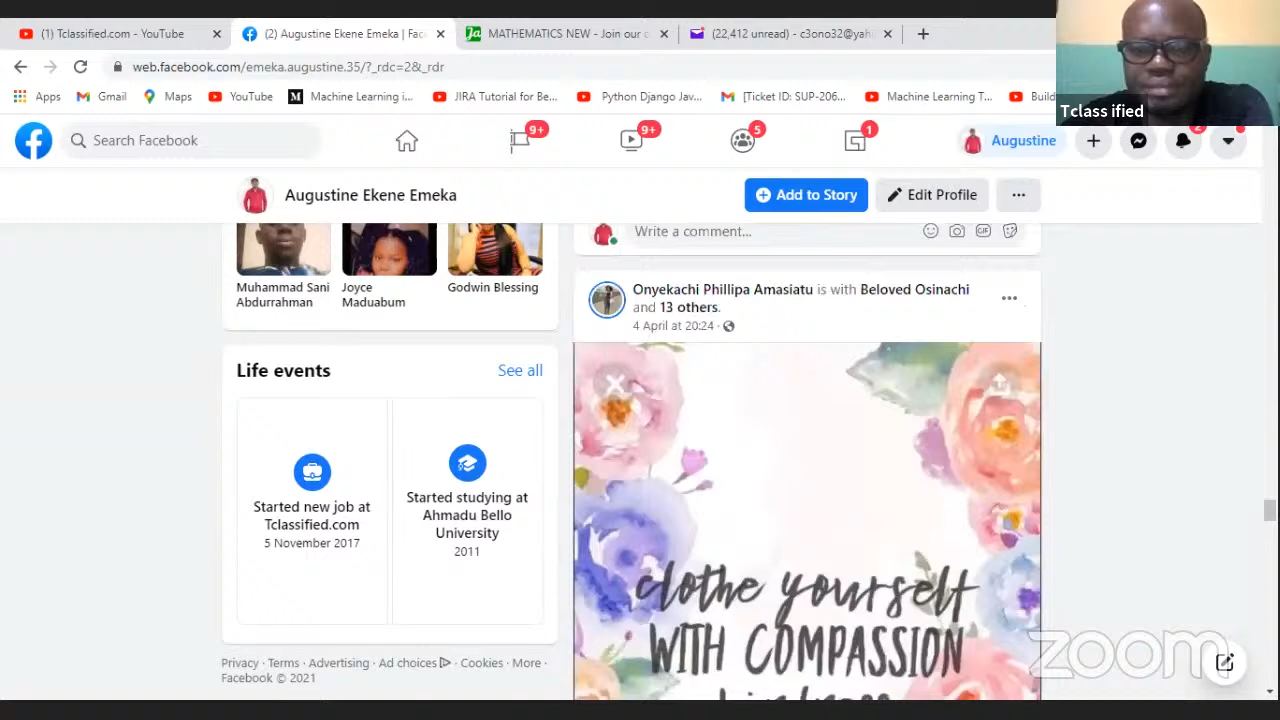 (1) Tclassified.com - YouTube
(2) Augustine Ekene Emeka | Fac
MATHEMATICS NEW - Join our c
(22,412 unread) - c3ono32@yah
web.facebook.com/emeka.augustine.35/?_rdc=2&_rdr
Apps Gmail Maps YouTube Machine Learning i... JIRA Tutorial for Be... Python Django Jav... [Ticket ID: SUP-206... Machine Learning T... Build
Tclass ified
Search Facebook
9+ 9+ 5 1
Augustine
2
Augustine Ekene Emeka
Add to Story
Edit Profile
Muhammad Sani Abdurrahman
Joyce Maduabum
Godwin Blessing
Life events
See all
Started new job at
Tclassified.com
5 November 2017
Started studying at
Ahmadu Bello
University
2011
Privacy · Terms · Advertising · Ad choices · Cookies · More ·
Facebook © 2021
Write a comment...
GIF
Onyekachi Phillipa Amasiatu is with Beloved Osinachi
and 13 others.
4 April at 20:24 ·
clothe yourself
WITH COMPASSION
zoom